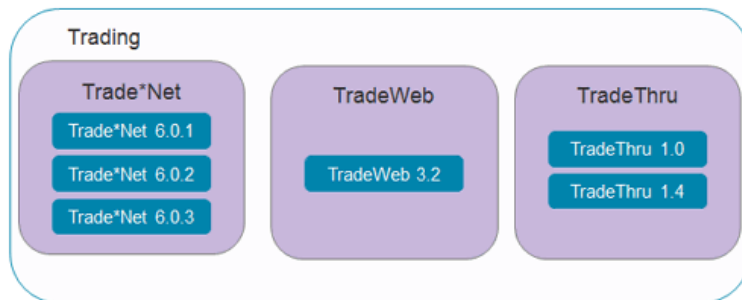 Trading
Trade*Net
Trade*Net 6.0.1
Trade*Net 6.0.2
Trade*Net 6.0.3
TradeWeb
TradeWeb 3.2
TradeThru
TradeThru 1.0
TradeThru 1.4